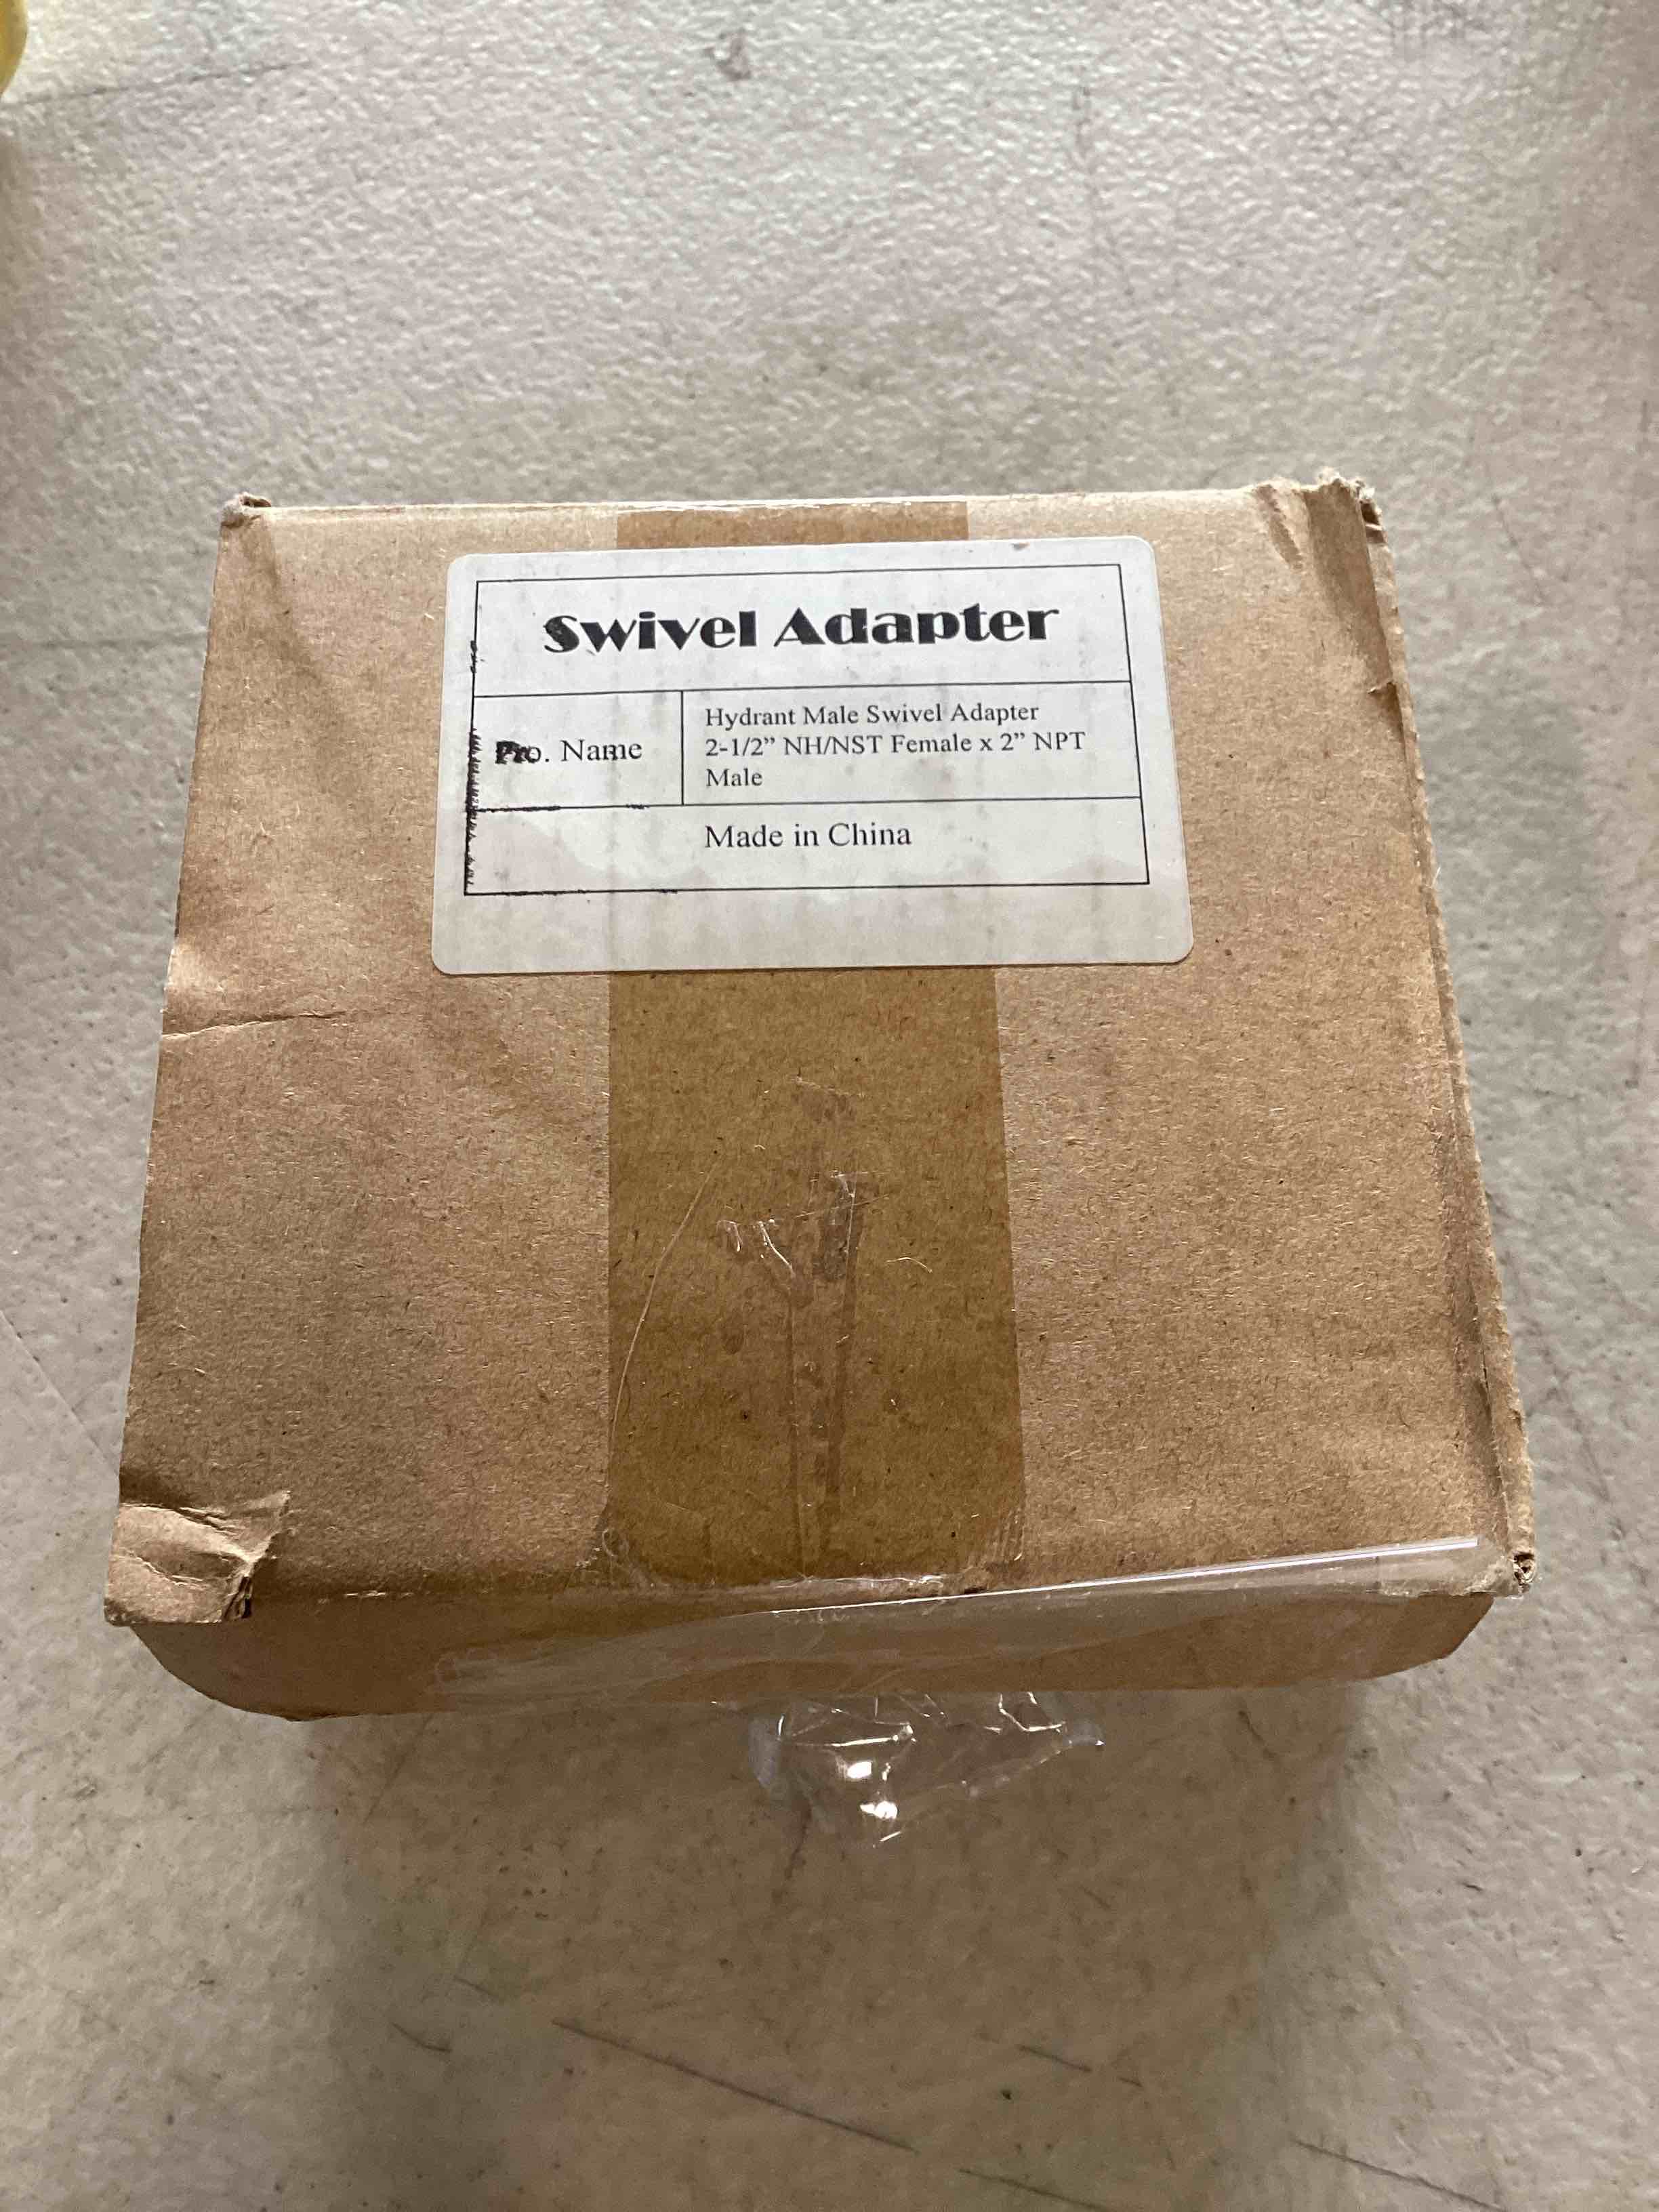 Swivel Adapter
Pro. Name
Hydrant Male Swivel Adapter
2-1/2” NH/NST Female x 2” NPT
Male
Made in China